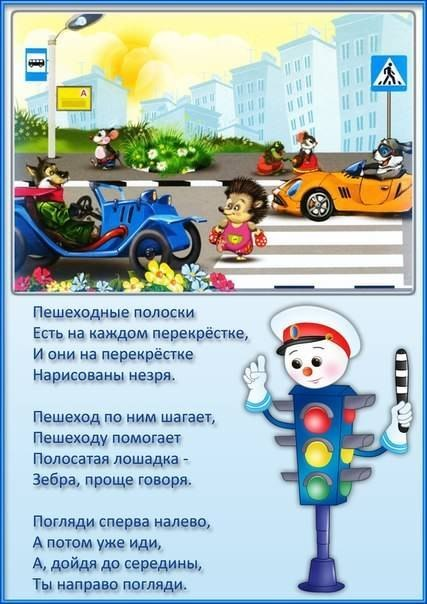 А
Пешеходные полоски
Есть на каждом перекрёстке,
И они на перекрёстке
Нарисованы незря.
Пешеход по ним шагает,
Пешеходу помогает
Полосатая лошадка -
Зебра, проще говоря.
Погляди сперва налево,
А потом уже иди,
А, дойдя до середины,
Ты направо погляди.